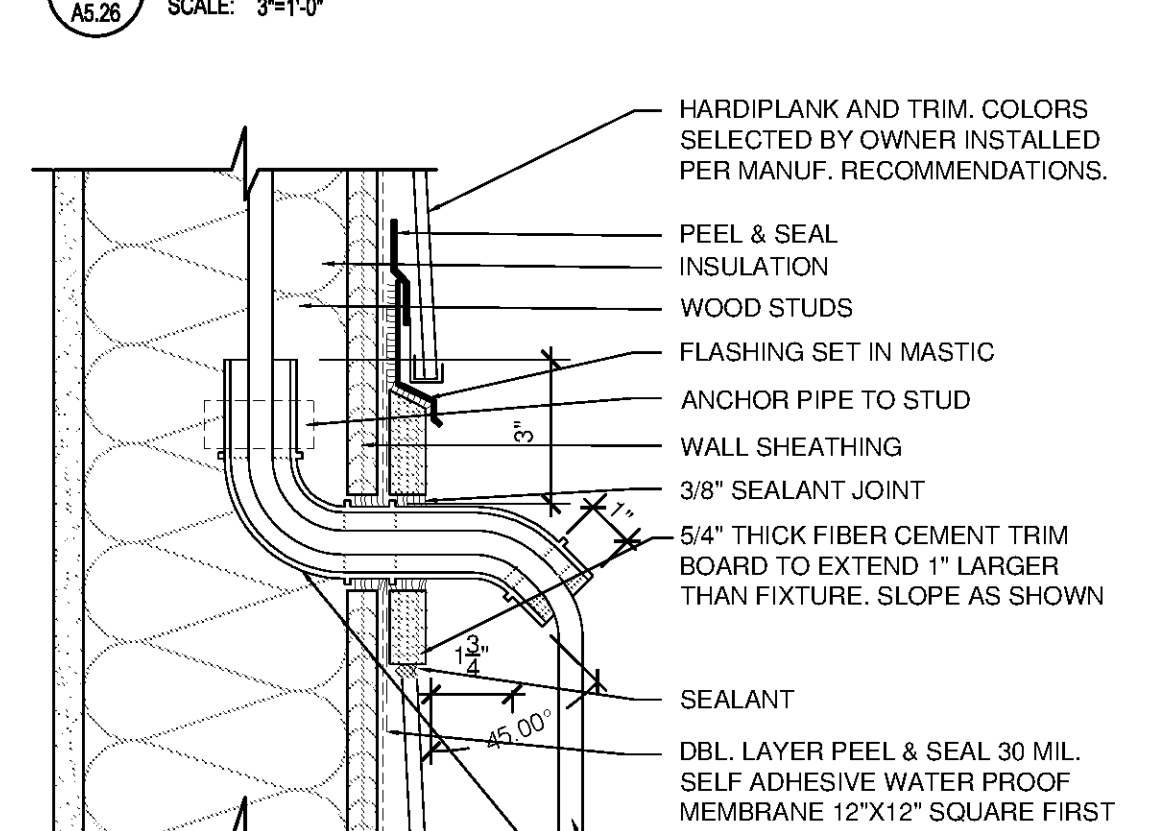 A5.26
SCALE: 3"=1'-0"
HARDIPLANK AND TRIM. COLORS
SELECTED BY OWNER INSTALLED
PER MANUF. RECOMMENDATIONS.
PEEL & SEAL
INSULATION
WOOD STUDS
FLASHING SET IN MASTIC
ANCHOR PIPE TO STUD
3"
WALL SHEATHING
3/8" SEALANT JOINT
1"
5/4" THICK FIBER CEMENT TRIM
BOARD TO EXTEND 1" LARGER
THAN FIXTURE. SLOPE AS SHOWN
1 3/4"
SEALANT
45.00°
DBL. LAYER PEEL & SEAL 30 MIL.
SELF ADHESIVE WATER PROOF
MEMBRANE 12"X12" SQUARE FIRST